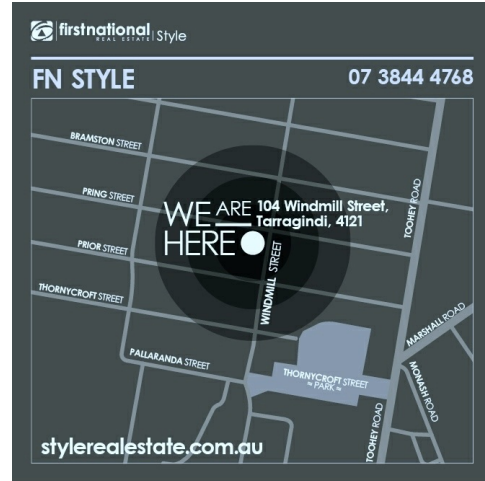 firstnational
REAL ESTATE
Style
FN STYLE
07 3844 4768
BRAMSTON STREET
PRING STREET
WE ARE
HERE
104 Windmill Street,
Tarragindi, 4121
TOOHEY ROAD
PRIOR STREET
WINDMILL STREET
THORNYCROFT STREET
PALLARANDA STREET
MARSHALL ROAD
THORNYCROFT STREET
PARK
MONASH ROAD
TOOHEY ROAD
stylerealestate.com.au